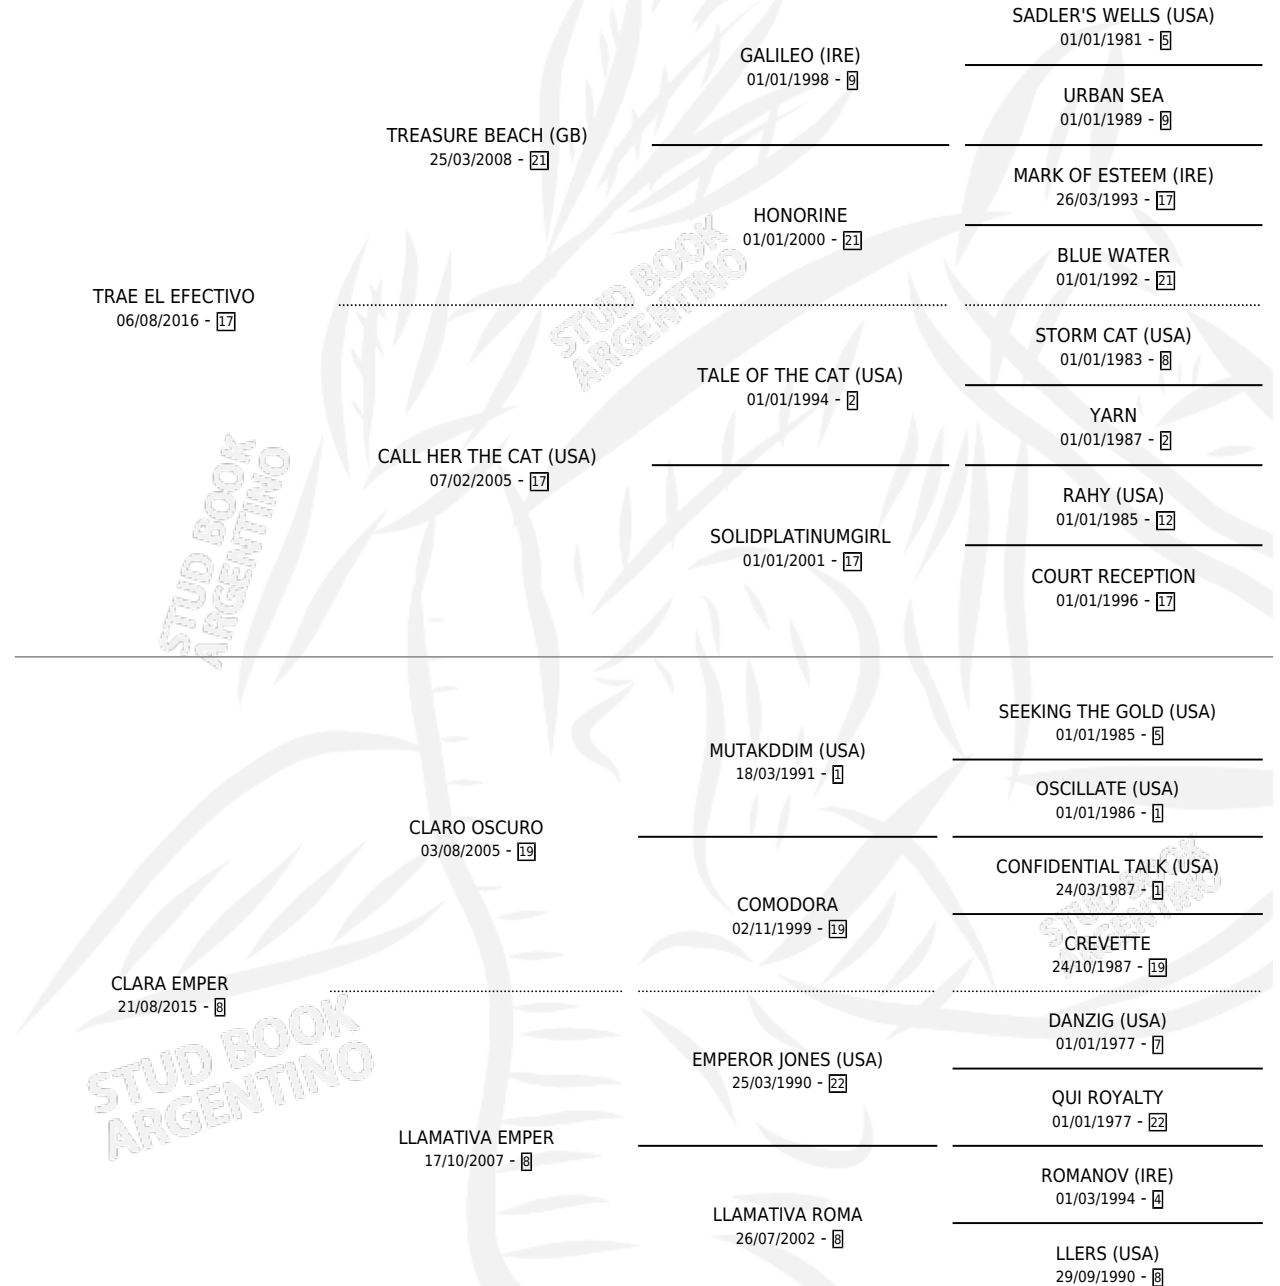 SADLER'S WELLS (USA)
01/01/1981 - 5
GALILEO (IRE)
01/01/1998 - 9
URBAN SEA
01/01/1989 - 9
TREASURE BEACH (GB)
25/03/2008 - 21
MARK OF ESTEEM (IRE)
26/03/1993 - 17
HONORINE
01/01/2000 - 21
BLUE WATER
01/01/1992 - 21
TRAE EL EFECTIVO
06/08/2016 - 17
STORM CAT (USA)
01/01/1983 - 8
TALE OF THE CAT (USA)
01/01/1994 - 2
YARN
01/01/1987 - 2
CALL HER THE CAT (USA)
07/02/2005 - 17
RAHY (USA)
01/01/1985 - 12
SOLIDPLATINUMGIRL
01/01/2001 - 17
COURT RECEPTION
01/01/1996 - 17
STUD BOOK
ARGENTINO
STUD BOOK
ARGENTINO
SEEKING THE GOLD (USA)
01/01/1985 - 5
MUTAKDDIM (USA)
18/03/1991 - 1
OSCILLATE (USA)
01/01/1986 - 1
CLARO OSCURO
03/08/2005 - 19
CONFIDENTIAL TALK (USA)
24/03/1987 - 1
COMODORA
02/11/1999 - 19
CREVETTE
24/10/1987 - 19
CLARA EMPER
21/08/2015 - 8
DANZIG (USA)
01/01/1977 - 7
EMPEROR JONES (USA)
25/03/1990 - 22
QUI ROYALTY
01/01/1977 - 22
LLAMATIVA EMPER
17/10/2007 - 8
ROMANOV (IRE)
01/03/1994 - 4
LLAMATIVA ROMA
26/07/2002 - 8
LLERS (USA)
29/09/1990 - 8
STUD BOOK
ARGENTINO
STUD BOOK
ARGENTINO